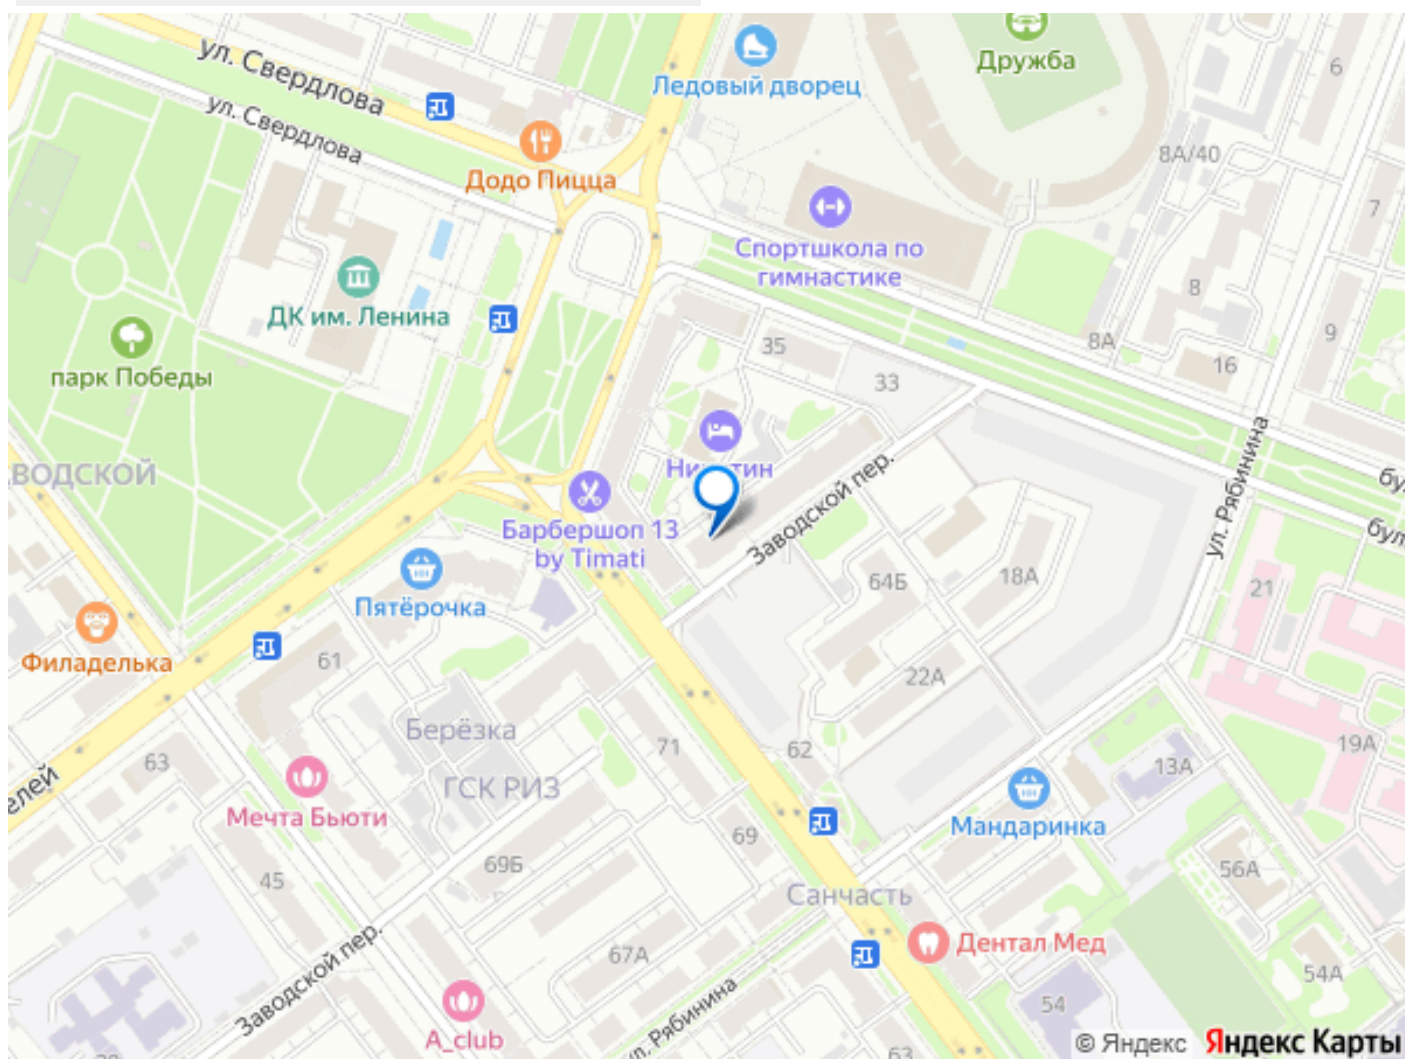 ул. Свердлова
ул. Свердлова
Ледовый дворец
Дружба
6
8А/40
Додо Пицца
7
Спортшкола по
гимнастике
8
ДК им. Ленина
парк Победы
35
8А
9
16
33
ВОДСКОЙ
Барбершоп 13
by Timati
Заводской пер.
ул. Рябинина
бул
Пятёрочка
64Б
18А
21
Филаделька
61
22А
Берёзка
71
62
19А
63
елей
13А
ГСК РИЗ
Мечта Бьюти
Мандаринка
69
69Б
45
56А
Санчасть
Заводской пер.
67А
Дентал Мед
54А
A_club
л. Рябинина
54
63
© Яндекс Яндекс Карты